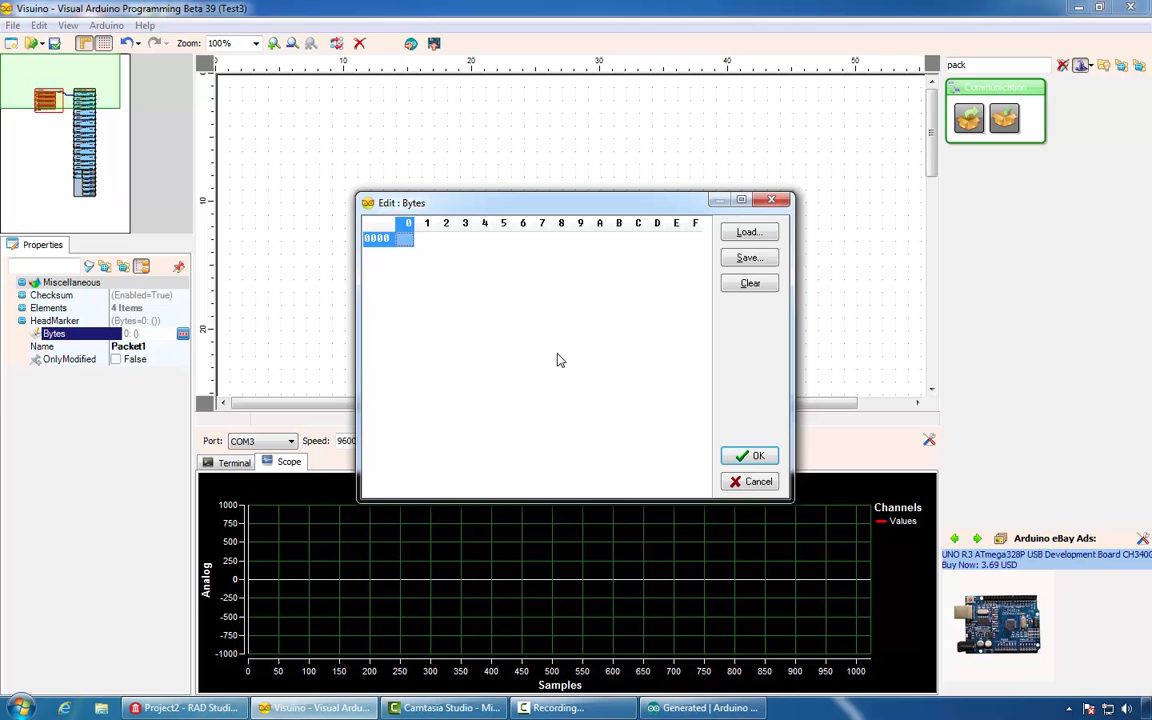 Visuino - Visual Arduino Programming Beta 39 (Test3)
File Edit View Arduino Help
Zoom: 100%
pack
0 10 20 30 40 50
Communication
10
20
Properties
Miscellaneous
Checksum (Enabled=True)
Elements 4 Items
HeadMarker (Bytes=0: ())
Bytes 0: ()
Name Packet1
OnlyModified False
Edit : Bytes
0 1 2 3 4 5 6 7 8 9 A B C D E F
0000
Load...
Save...
Clear
OK
Cancel
Port: COM3 Speed: 9600
Terminal Scope
1000
750
500
250
0
-250
-500
-750
-1000
Analog
0 50 100 150 200 250 300 350 400 450 500 550 600 650 700 750 800 850 900 950 1000
Samples
Channels
Values
Arduino eBay Ads:
UNO R3 ATmega328P USB Development Board CH340G
Buy Now: 3.69 USD
Project2 - RAD Studi...
Visuino - Visual Ardu...
Camtasia Studio - Mi...
Recording...
Generated | Arduino ...